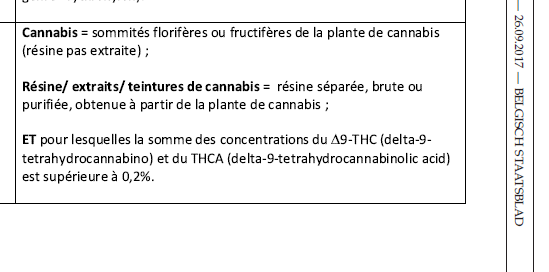 Cannabis = sommités florifères ou fructifères de la plante de cannabis
(résine pas extraite) ;
Résine/ extraits/ teintures de cannabis = résine séparée, brute ou
purifiée, obtenue à partir de la plante de cannabis ;
ET pour lesquelles la somme des concentrations du Δ9-THC (delta-9-
tetrahydrocannabino) et du THCA (delta-9-tetrahydrocannabinolic acid)
est supérieure à 0,2%.
— 26.09.2017 — BELGISCH STAATSBLAD